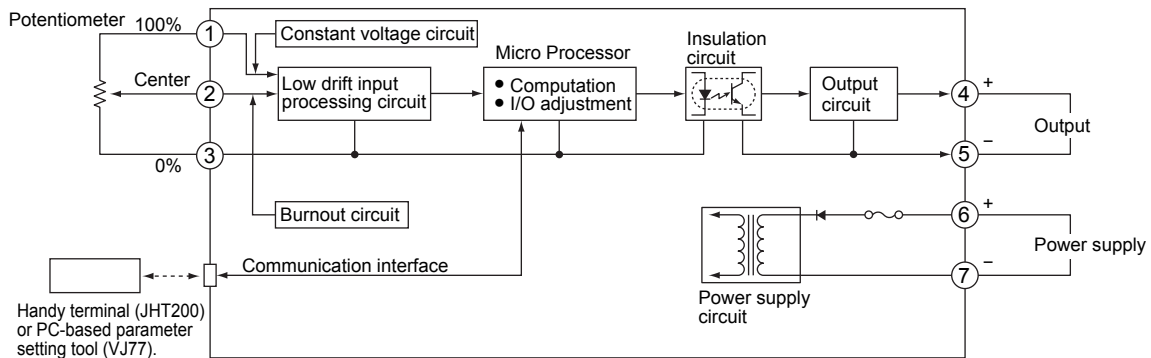 Potentiometer
100%
1
Constant voltage circuit
Micro Processor
Insulation
circuit
Center
2
Low drift input
processing circuit
● Computation
● I/O adjustment
Output
circuit
4
+
Output
0%
3
5
−
Burnout circuit
6
+
Power supply
Communication interface
7
−
Power supply
circuit
Handy terminal (JHT200)
or PC-based parameter
setting tool (VJ77).